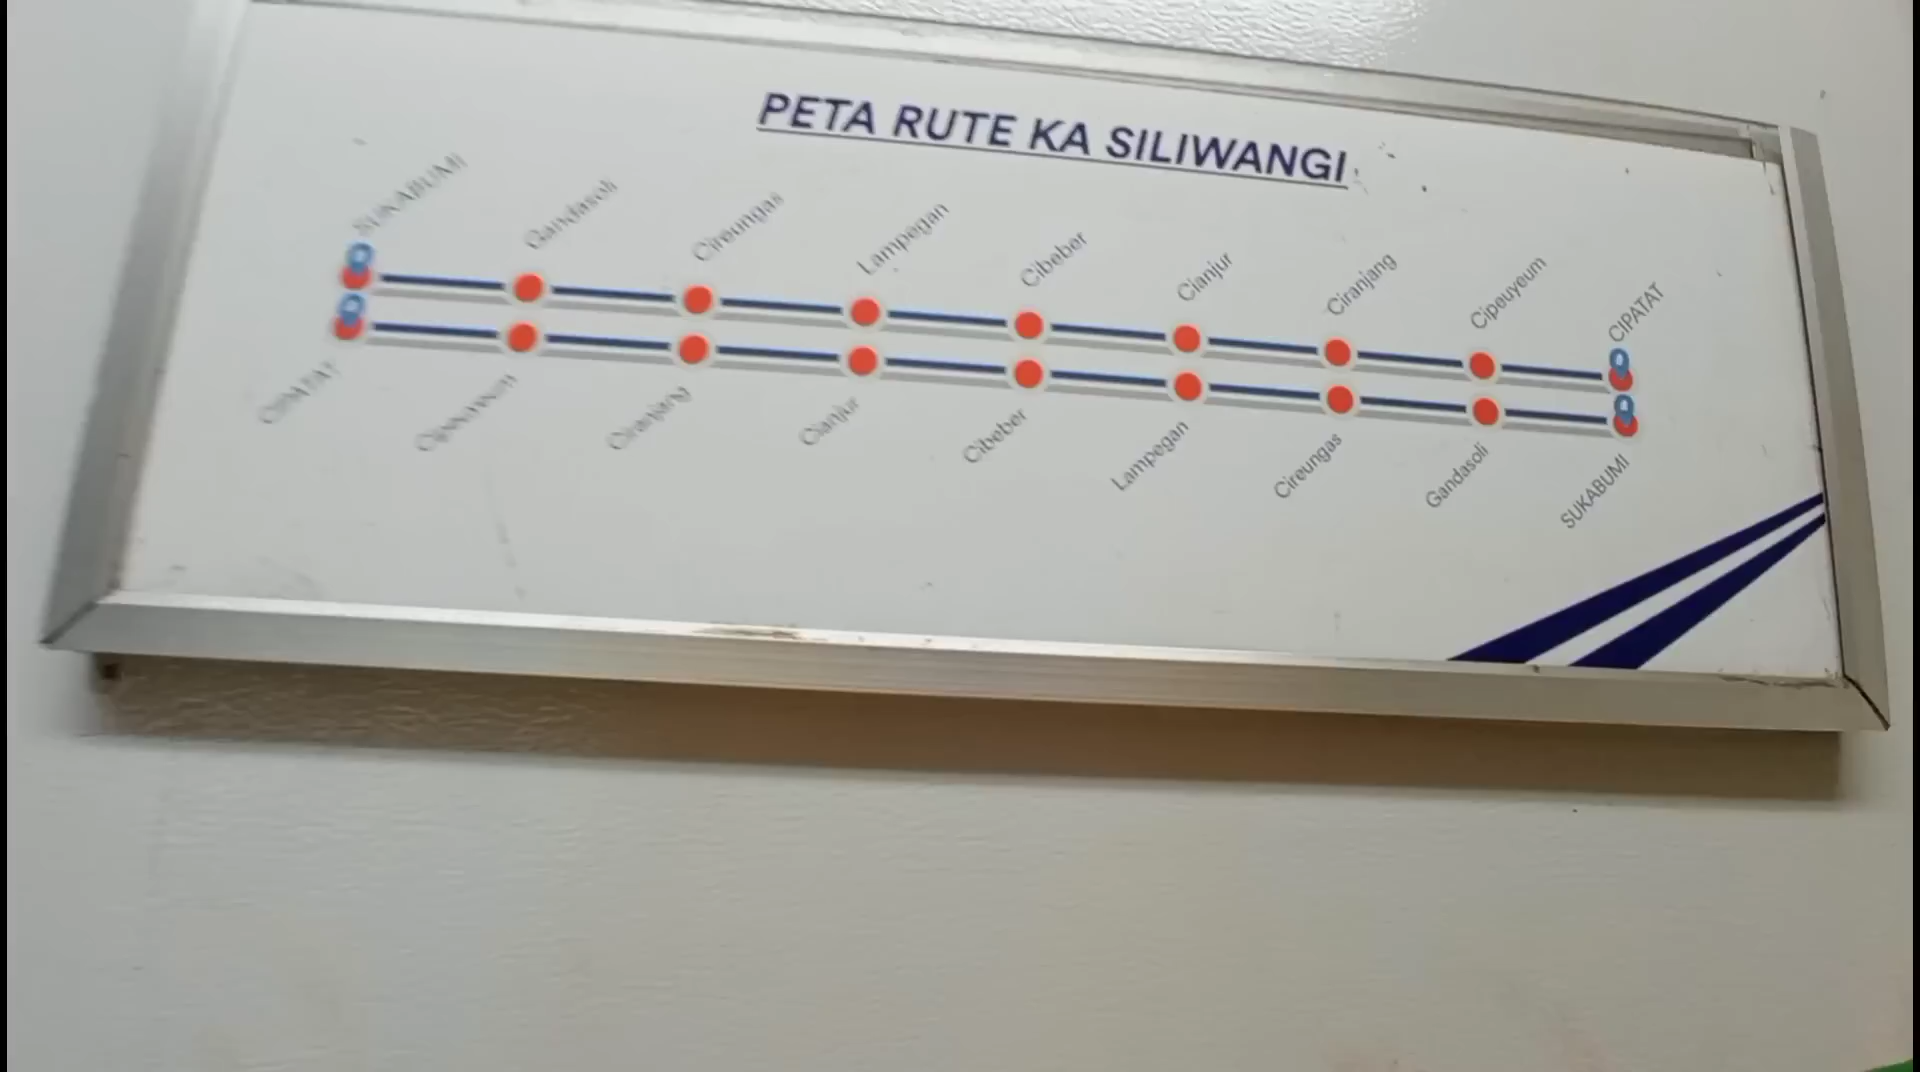 PETA RUTE KA SILIWANGI
SUKABUMI
Gandasoli
Cireungas
Lampegan
Cibeber
Cianjur
Ciranjang
Cipeuyeum
CIPATAT
CIPATAT
Cipeuyeum
Ciranjang
Cianjur
Cibeber
Lampegan
Cireungas
Gandasoli
SUKABUMI